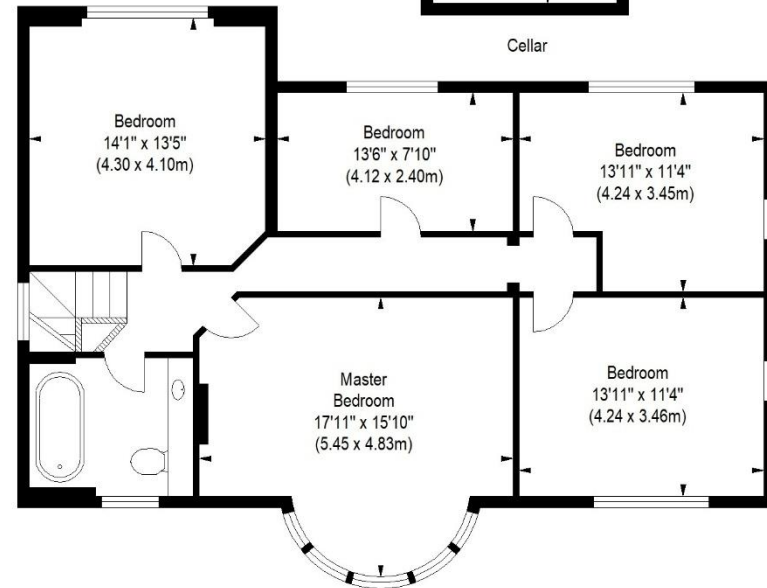 Cellar
Bedroom
14'1" x 13'5"
(4.30 x 4.10m)
Bedroom
13'6" x 7'10"
(4.12 x 2.40m)
Bedroom
13'11" x 11'4"
(4.24 x 3.45m)
Master
Bedroom
17'11" x 15'10"
(5.45 x 4.83m)
Bedroom
13'11" x 11'4"
(4.24 x 3.46m)